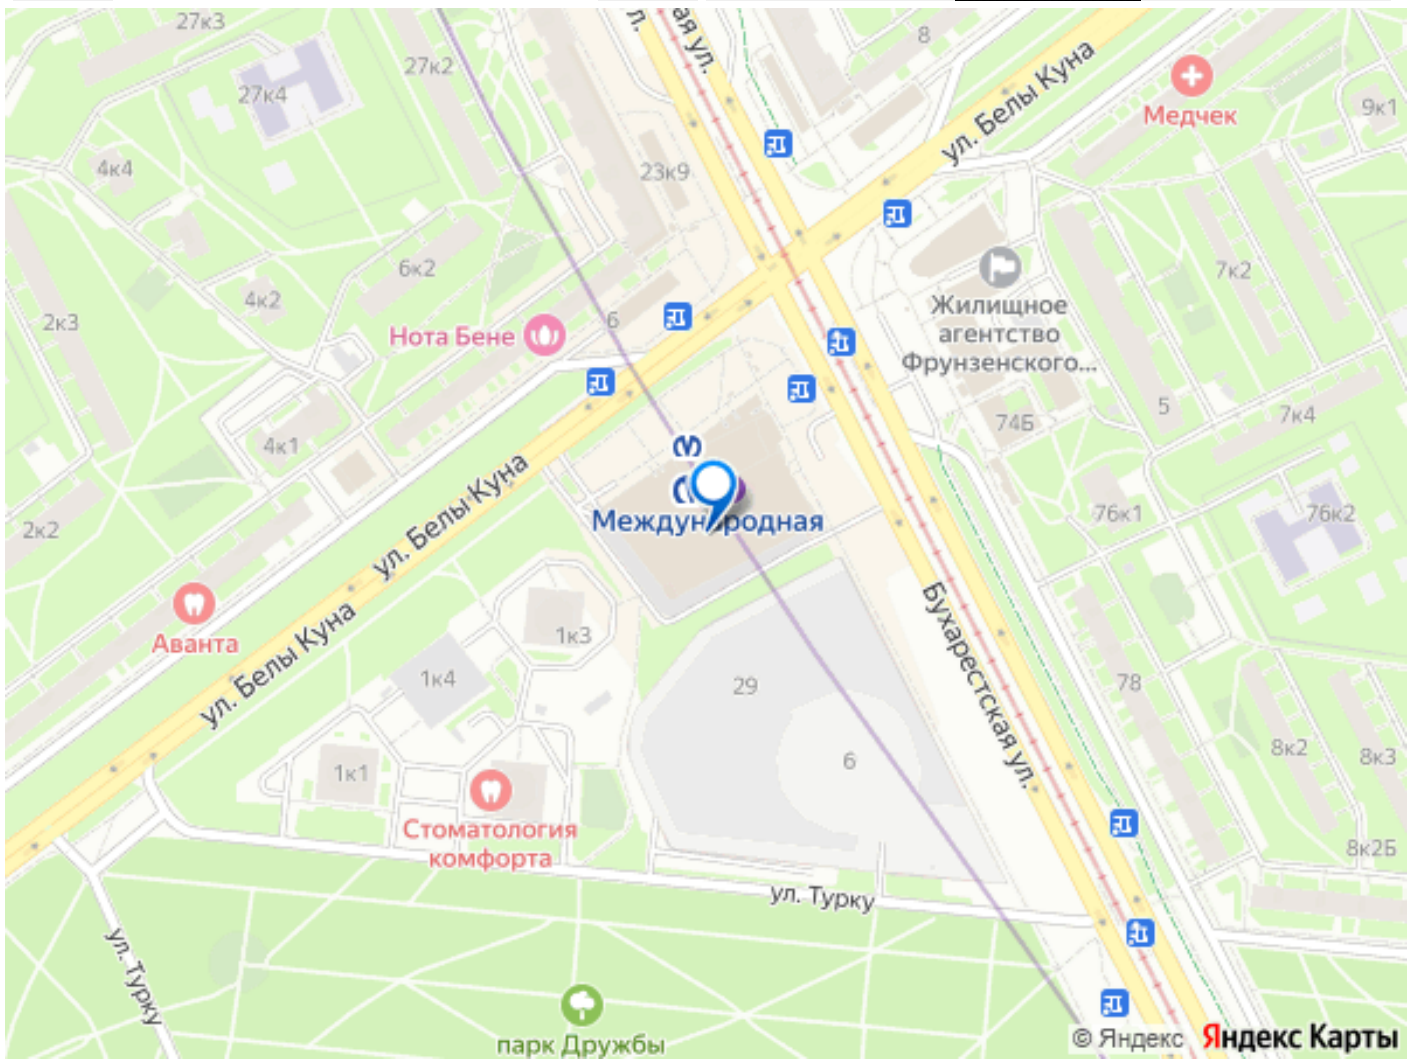 27к3
ая ул.
ул.
8
ул. Белы Куна
27к2
27к4
Медчек
9к1
4к4
23к9
6к2
4к2
7к2
2к3
6
Нота Бене
Жилищное
агентство
Фрунзенского...
74Б
5
7к4
4к1
ул. Белы Куна
2к2
Международная
76к1
76к2
Аванта
ул. Белы Куна
1к3
Бухарестская ул.
1к4
29
78
6
8к2
8к3
1к1
Стоматология
комфорта
8к2Б
ул. Турку
ул. Турку
парк Дружбы
© Яндекс Яндекс Карты